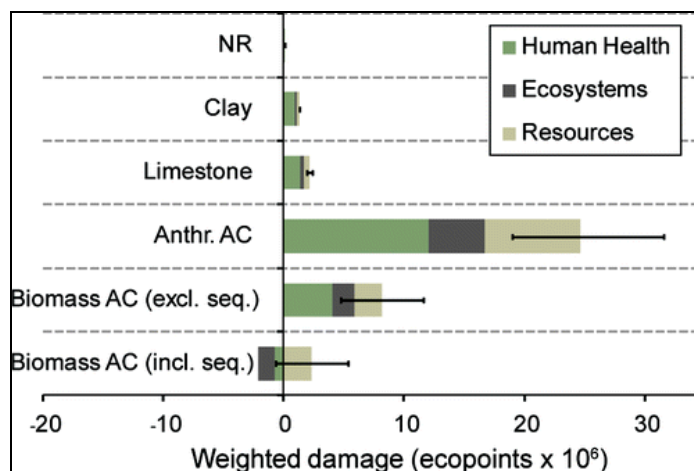 NR
Clay
Limestone
Anthr. AC
Biomass AC (excl. seq.)
Biomass AC (incl. seq.)
Human Health
Ecosystems
Resources
-20 -10 0 10 20 30
Weighted damage (ecopoints x 10⁶)